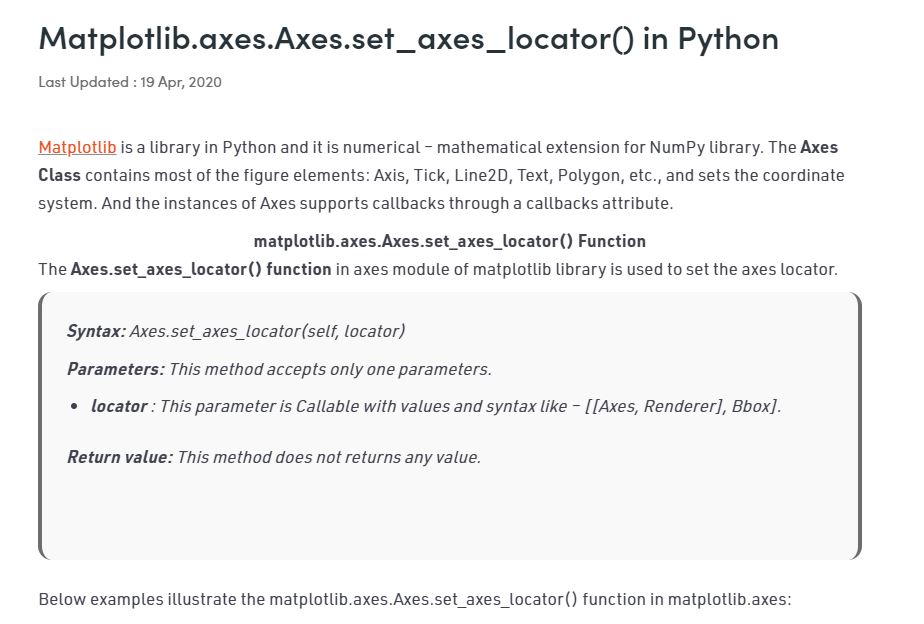 Matplotlib.axes.Axes.set_axes_locator() in Python
Last Updated : 19 Apr, 2020
Matplotlib is a library in Python and it is numerical – mathematical extension for NumPy library. The Axes
Class contains most of the figure elements: Axis, Tick, Line2D, Text, Polygon, etc., and sets the coordinate
system. And the instances of Axes supports callbacks through a callbacks attribute.
matplotlib.axes.Axes.set_axes_locator() Function
The Axes.set_axes_locator() function in axes module of matplotlib library is used to set the axes locator.
Syntax: Axes.set_axes_locator(self, locator)
Parameters: This method accepts only one parameters.
• locator : This parameter is Callable with values and syntax like – [[Axes, Renderer], Bbox].
Return value: This method does not returns any value.
Below examples illustrate the matplotlib.axes.Axes.set_axes_locator() function in matplotlib.axes: